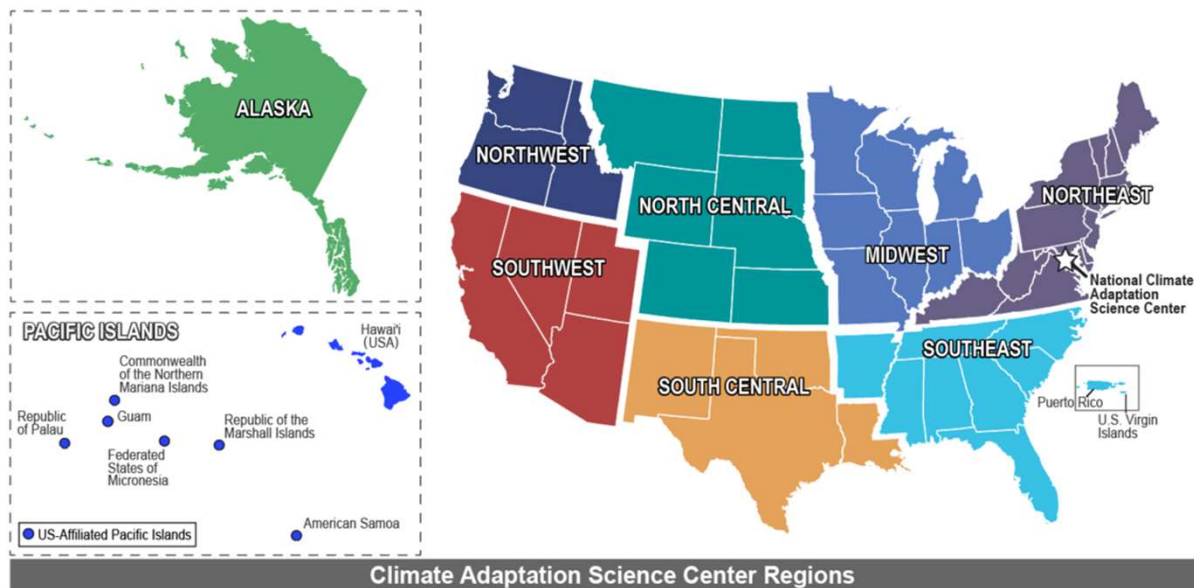 ALASKA
PACIFIC ISLANDS
Hawai'i
(USA)
Commonwealth
of the Northern
Mariana Islands
Republic
of Palau
Guam
Republic of the
Marshall Islands
Federated
States of
Micronesia
American Samoa
US-Affiliated Pacific Islands
NORTHWEST
NORTH CENTRAL
NORTHEAST
MIDWEST
SOUTHWEST
National Climate
Adaptation
Science Center
SOUTHEAST
SOUTH CENTRAL
Puerto Rico
U.S. Virgin
Islands
Climate Adaptation Science Center Regions